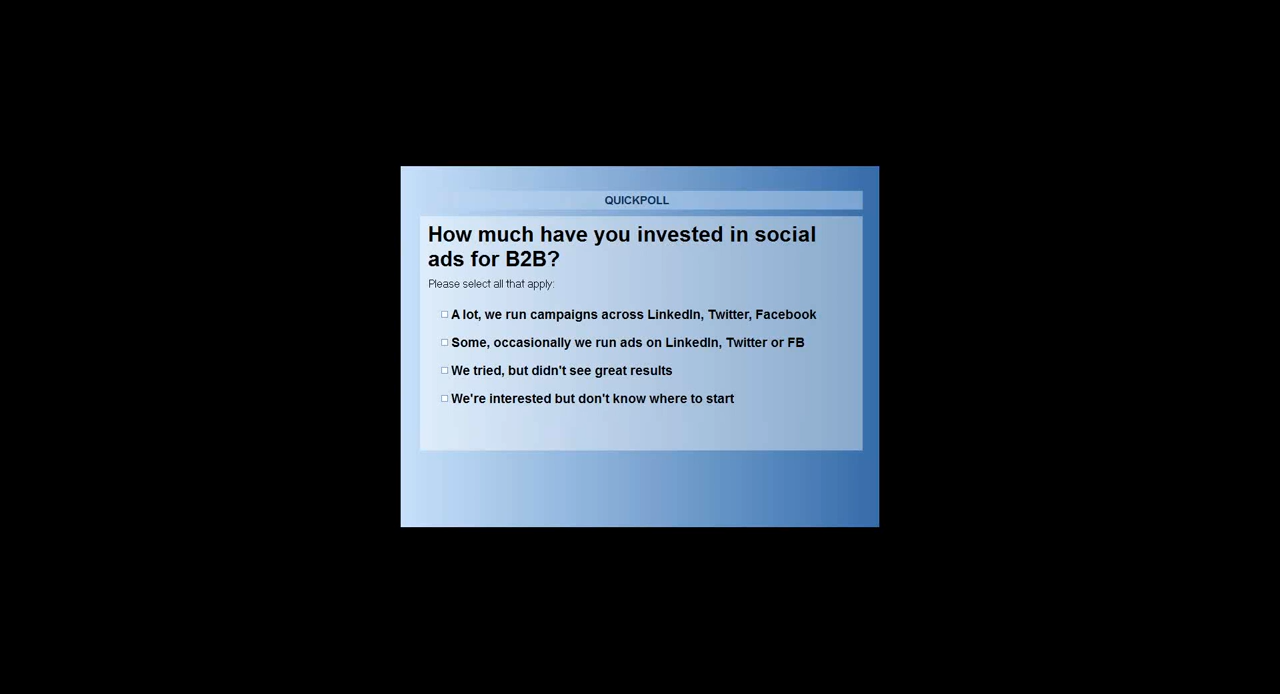 QUICKPOLL
How much have you invested in social
ads for B2B?
Please select all that apply:
A lot, we run campaigns across LinkedIn, Twitter, Facebook
Some, occasionally we run ads on LinkedIn, Twitter or FB
We tried, but didn't see great results
We're interested but don't know where to start